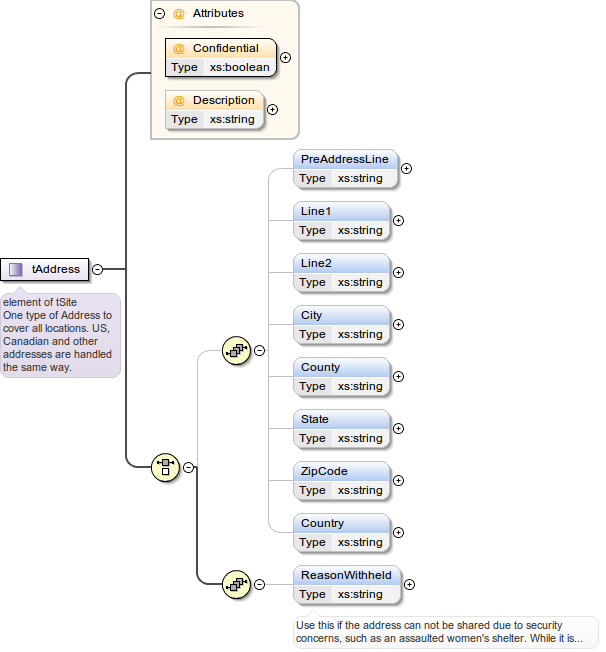 @ Attributes
@ Confidential
Type xs:boolean
@ Description
Type xs:string
PreAddressLine
Type xs:string
Line1
Type xs:string
Line2
Type xs:string
tAddress
element of tSite
One type of Address to
cover all locations. US,
Canadian and other
addresses are handled
the same way.
City
Type xs:string
County
Type xs:string
State
Type xs:string
ZipCode
Type xs:string
Country
Type xs:string
ReasonWithheld
Type xs:string
Use this if the address can not be shared due to security
concerns, such as an assaulted women's shelter. While it is...